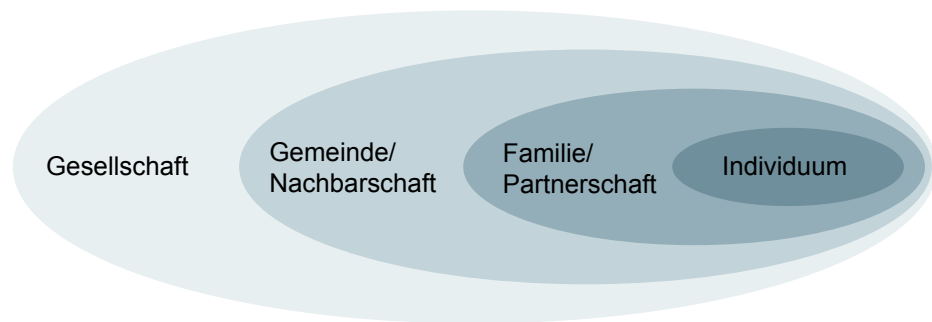 Gesellschaft
Gemeinde/
Nachbarschaft
Familie/
Partnerschaft
Individuum